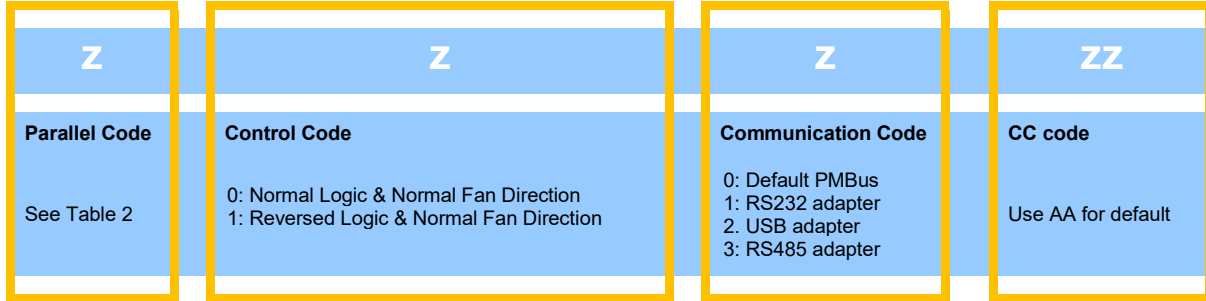 Z
Z
Z
ZZ
Parallel Code
See Table 2
Control Code
0: Normal Logic & Normal Fan Direction
1: Reversed Logic & Normal Fan Direction
Communication Code
0: Default PMBus
1: RS232 adapter
2. USB adapter
3: RS485 adapter
CC code
Use AA for default